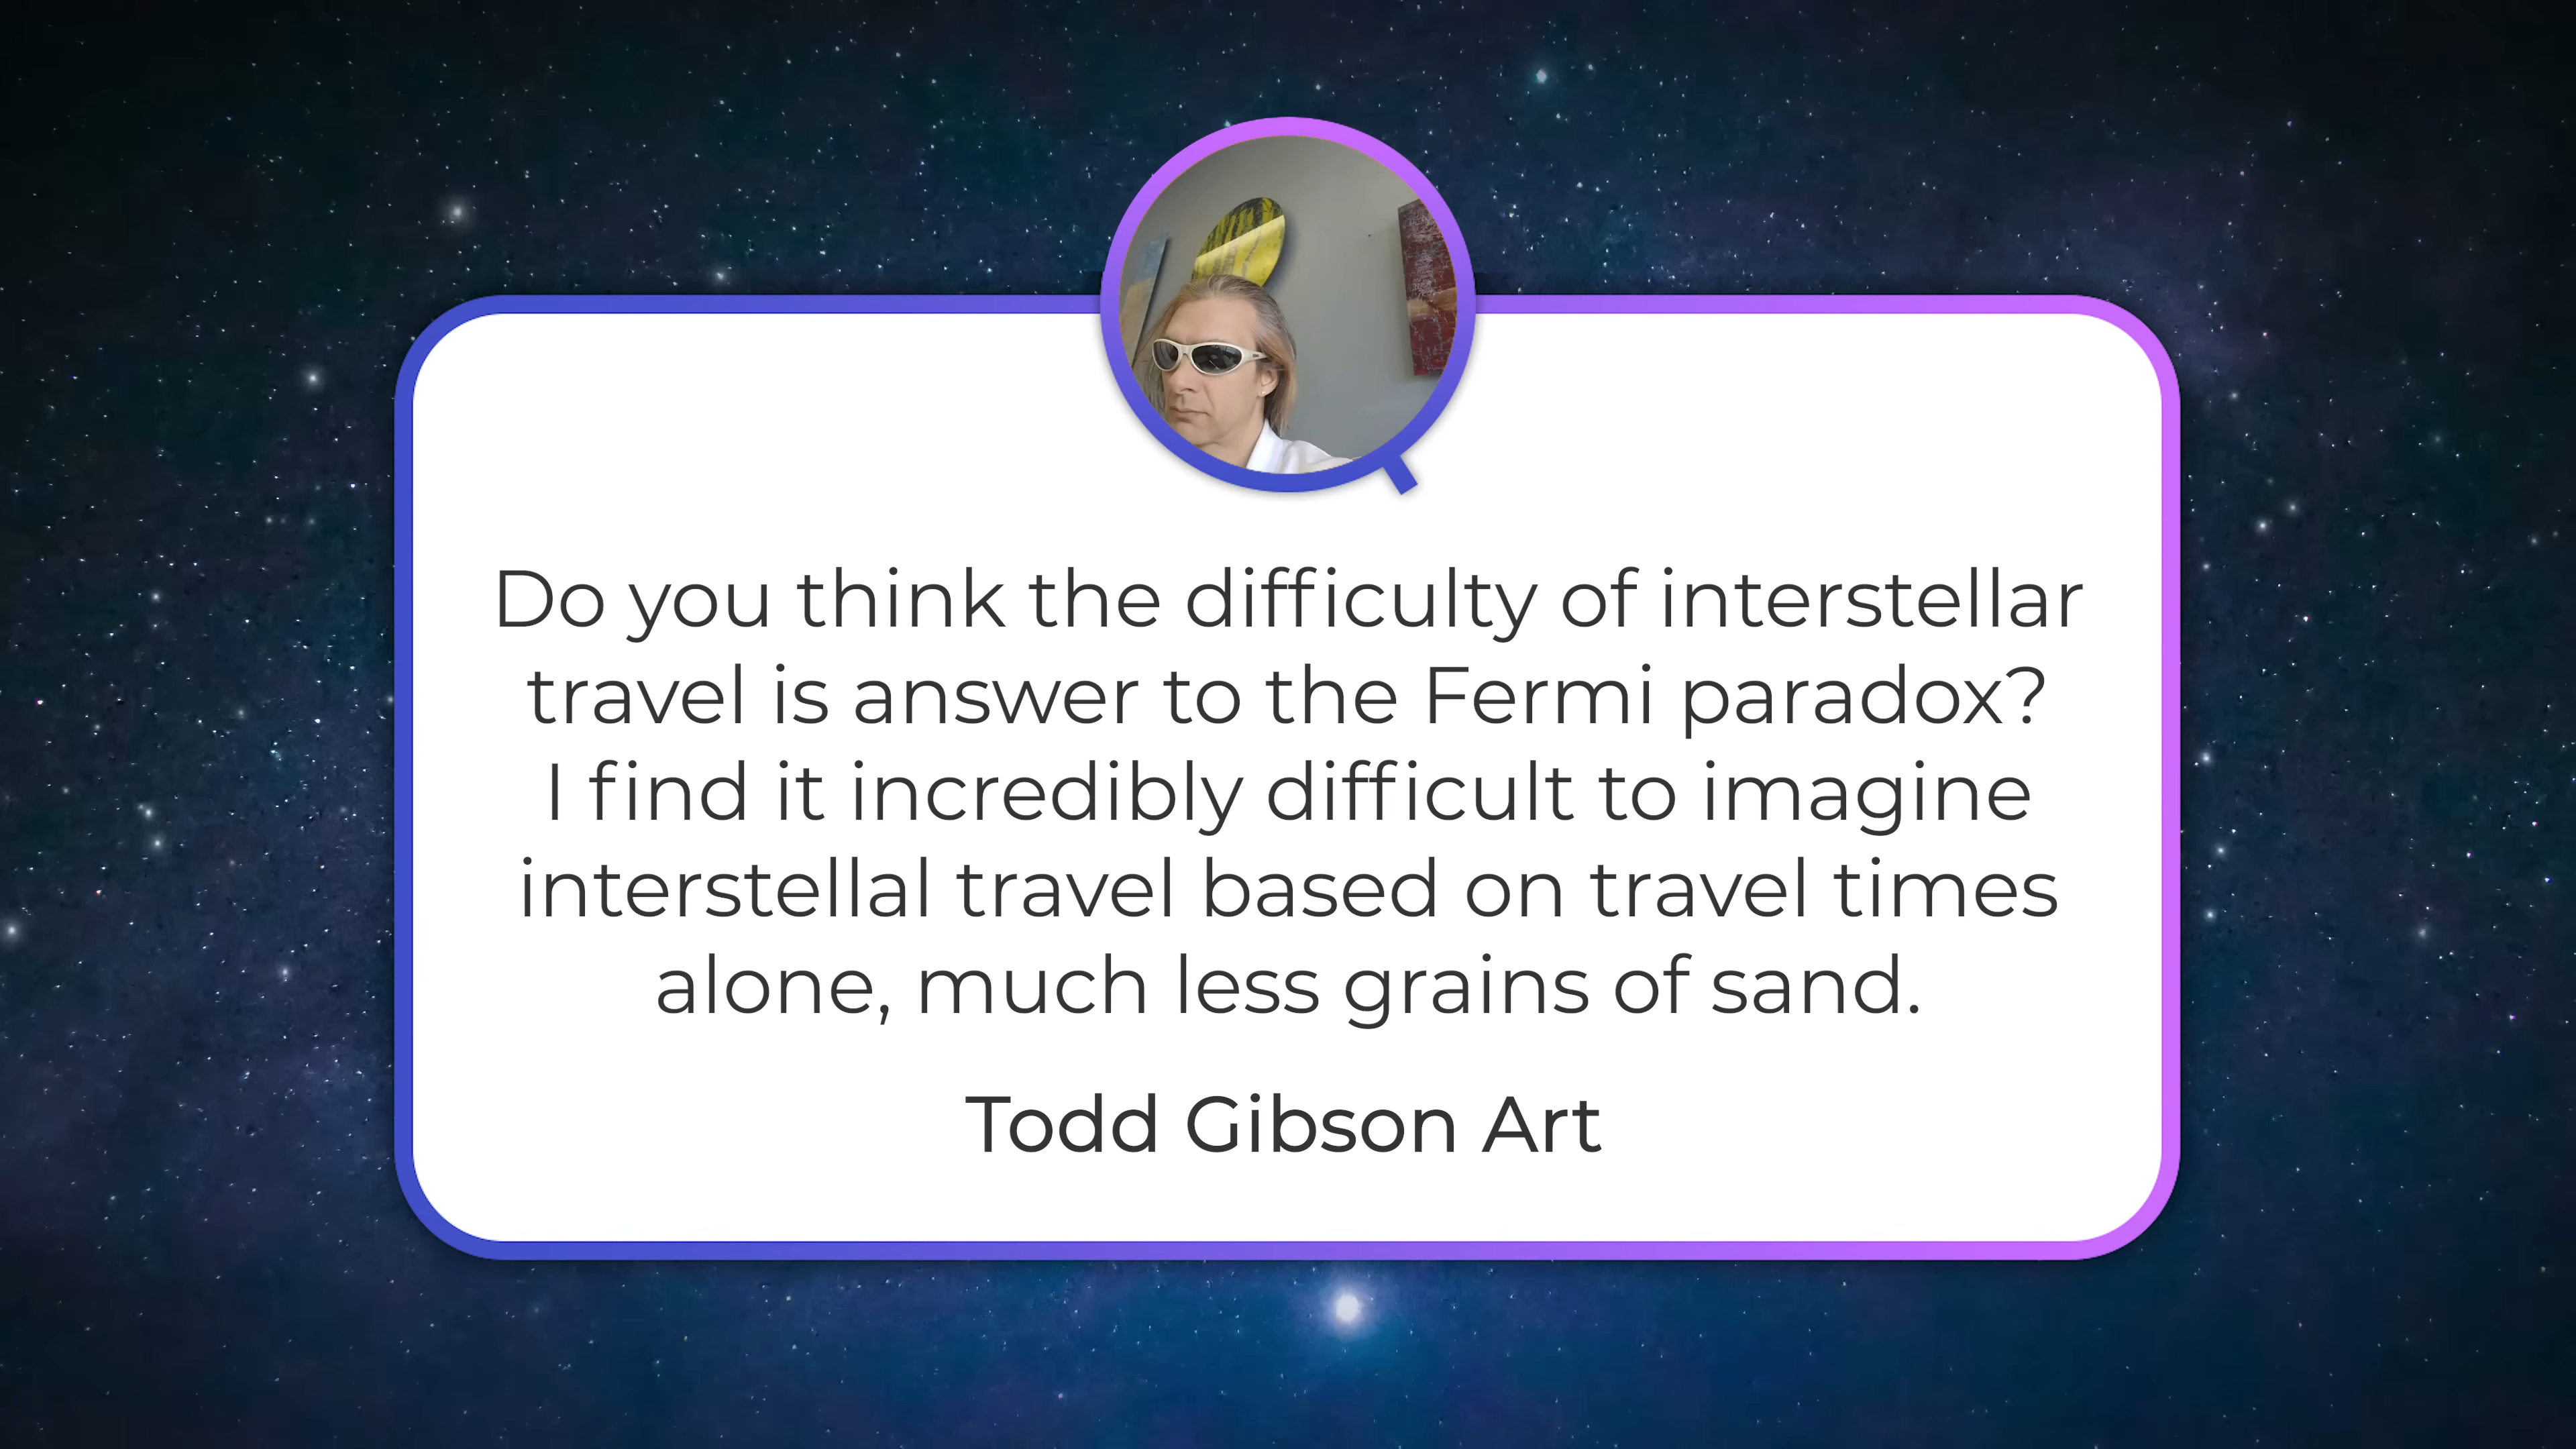 Do you think the difficulty of interstellar
travel is answer to the Fermi paradox?
I find it incredibly difficult to imagine
interstellal travel based on travel times
alone, much less grains of sand.
Todd Gibson Art